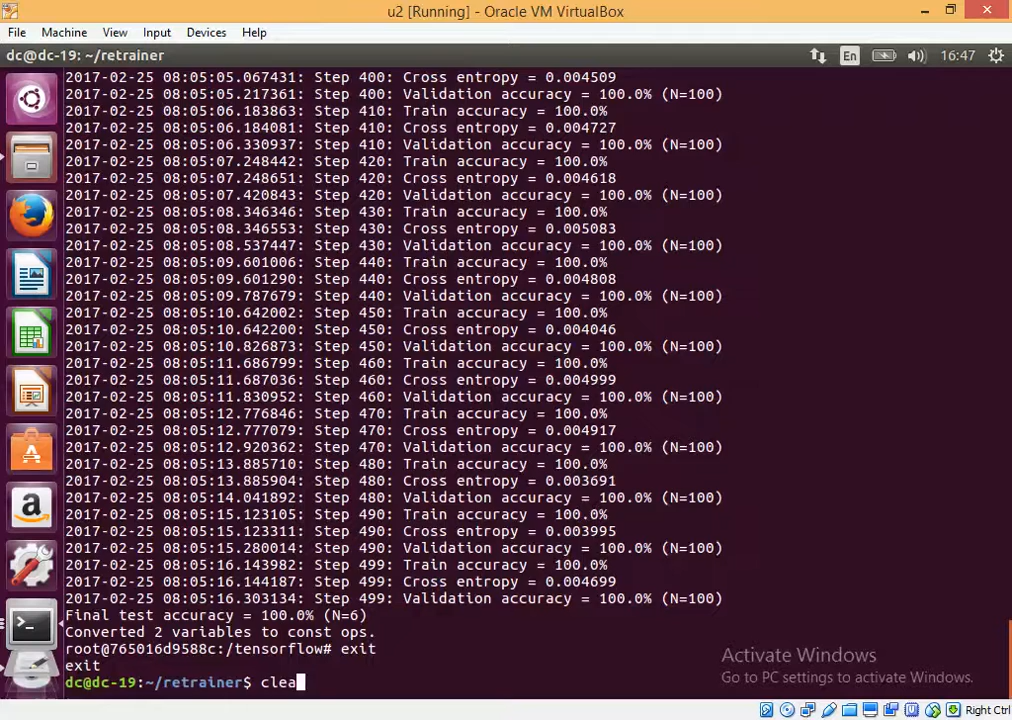 u2 [Running] - Oracle VM VirtualBox
File Machine View Input Devices Help
dc@dc-19: ~/retrainer En 16:47
2017-02-25 08:05:05.067431: Step 400: Cross entropy = 0.004509
2017-02-25 08:05:05.217361: Step 400: Validation accuracy = 100.0% (N=100)
2017-02-25 08:05:06.183863: Step 410: Train accuracy = 100.0%
2017-02-25 08:05:06.184081: Step 410: Cross entropy = 0.004727
2017-02-25 08:05:06.330937: Step 410: Validation accuracy = 100.0% (N=100)
2017-02-25 08:05:07.248442: Step 420: Train accuracy = 100.0%
2017-02-25 08:05:07.248651: Step 420: Cross entropy = 0.004618
2017-02-25 08:05:07.420843: Step 420: Validation accuracy = 100.0% (N=100)
2017-02-25 08:05:08.346346: Step 430: Train accuracy = 100.0%
2017-02-25 08:05:08.346553: Step 430: Cross entropy = 0.005083
2017-02-25 08:05:08.537447: Step 430: Validation accuracy = 100.0% (N=100)
2017-02-25 08:05:09.601006: Step 440: Train accuracy = 100.0%
2017-02-25 08:05:09.601290: Step 440: Cross entropy = 0.004808
2017-02-25 08:05:09.787679: Step 440: Validation accuracy = 100.0% (N=100)
2017-02-25 08:05:10.642002: Step 450: Train accuracy = 100.0%
2017-02-25 08:05:10.642200: Step 450: Cross entropy = 0.004046
2017-02-25 08:05:10.826873: Step 450: Validation accuracy = 100.0% (N=100)
2017-02-25 08:05:11.686799: Step 460: Train accuracy = 100.0%
2017-02-25 08:05:11.687036: Step 460: Cross entropy = 0.004999
2017-02-25 08:05:11.830952: Step 460: Validation accuracy = 100.0% (N=100)
2017-02-25 08:05:12.776846: Step 470: Train accuracy = 100.0%
2017-02-25 08:05:12.777079: Step 470: Cross entropy = 0.004917
2017-02-25 08:05:12.920362: Step 470: Validation accuracy = 100.0% (N=100)
2017-02-25 08:05:13.885710: Step 480: Train accuracy = 100.0%
2017-02-25 08:05:13.885904: Step 480: Cross entropy = 0.003691
2017-02-25 08:05:14.041892: Step 480: Validation accuracy = 100.0% (N=100)
2017-02-25 08:05:15.123105: Step 490: Train accuracy = 100.0%
2017-02-25 08:05:15.123311: Step 490: Cross entropy = 0.003995
2017-02-25 08:05:15.280014: Step 490: Validation accuracy = 100.0% (N=100)
2017-02-25 08:05:16.143982: Step 499: Train accuracy = 100.0%
2017-02-25 08:05:16.144187: Step 499: Cross entropy = 0.004699
2017-02-25 08:05:16.303134: Step 499: Validation accuracy = 100.0% (N=100)
Final test accuracy = 100.0% (N=6)
Converted 2 variables to const ops.
root@765016d9588c:/tensorflow# exit
exit
dc@dc-19:~/retrainer$ clea
Activate Windows
Go to PC settings to activate Windows.
Right Ctrl